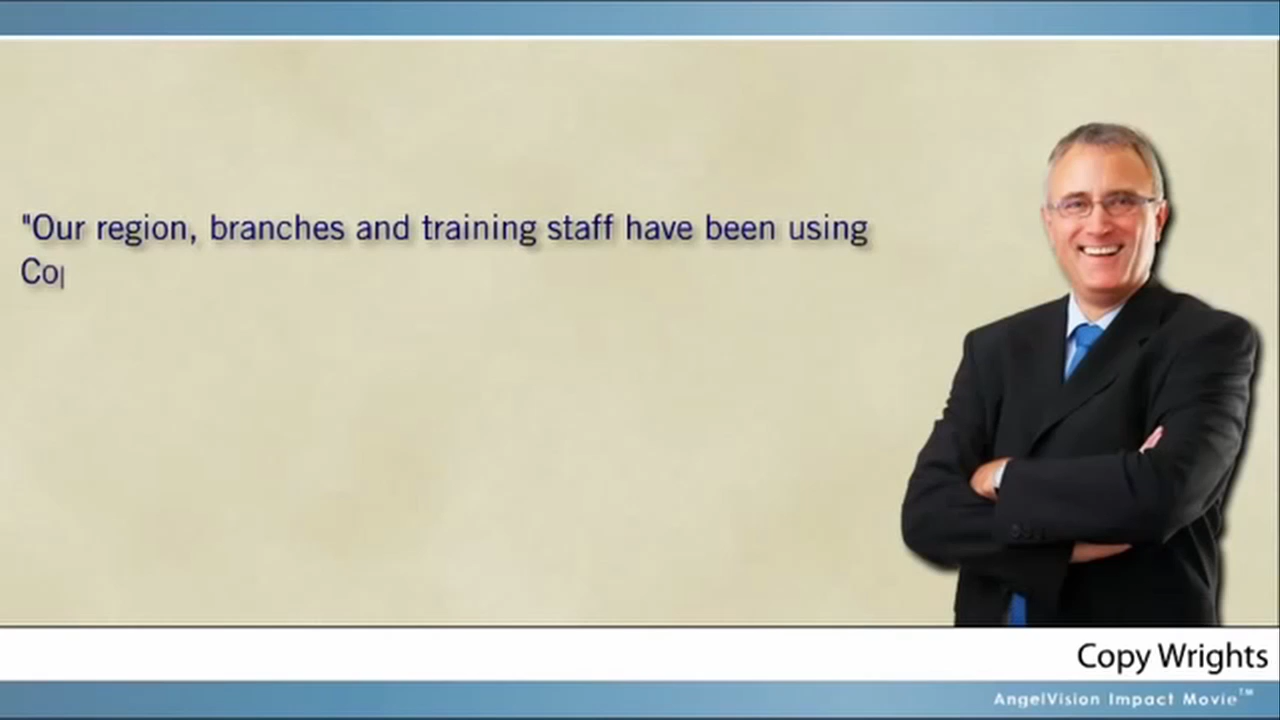 "Our region, branches and training staff have been using
Co
Copy Wrights
AngelVision Impact Movie™